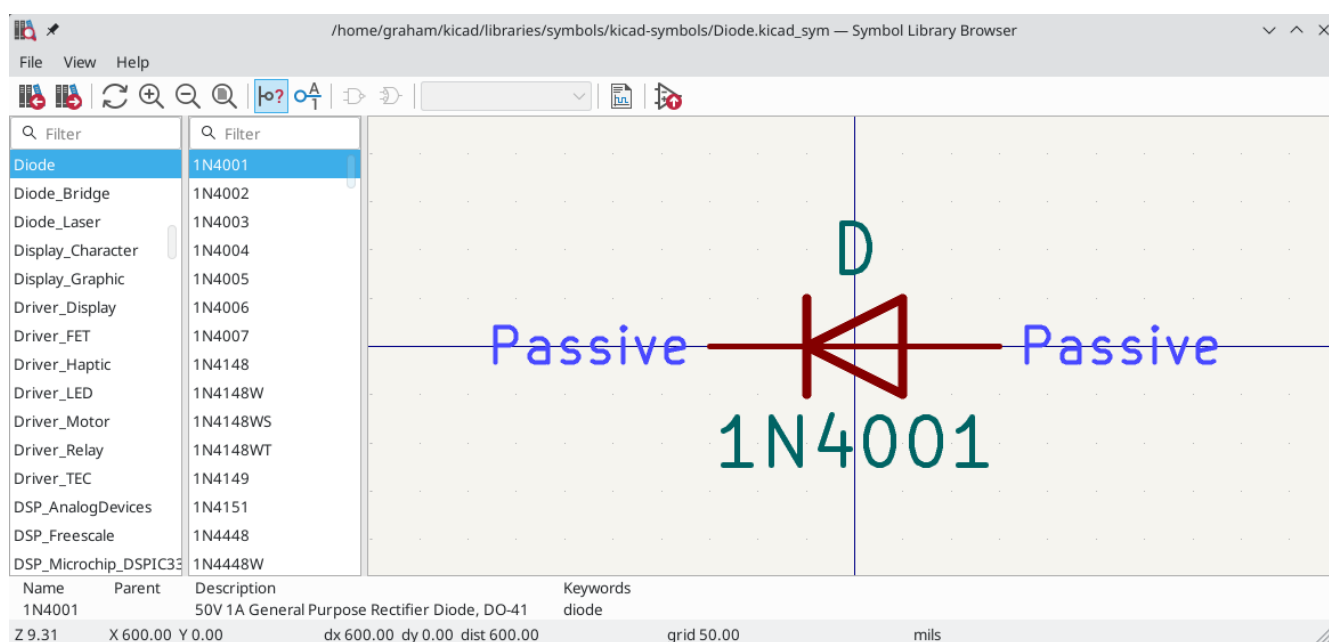 /home/graham/kicad/libraries/symbols/kicad-symbols/Diode.kicad_sym — Symbol Library Browser
File View Help
A
1
?
Filter
Diode
Diode_Bridge
Diode_Laser
Display_Character
Display_Graphic
Driver_Display
Driver_FET
Driver_Haptic
Driver_LED
Driver_Motor
Driver_Relay
Driver_TEC
DSP_AnalogDevices
DSP_Freescale
DSP_Microchip_DSPIC33
Filter
1N4001
1N4002
1N4003
1N4004
1N4005
1N4006
1N4007
1N4148
1N4148W
1N4148WS
1N4148WT
1N4149
1N4151
1N4448
1N4448W
D
Passive Passive
1N4001
Name Parent Description Keywords
1N4001 50V 1A General Purpose Rectifier Diode, DO-41 diode
Z 9.31 X 600.00 Y 0.00 dx 600.00 dy 0.00 dist 600.00 grid 50.00 mils